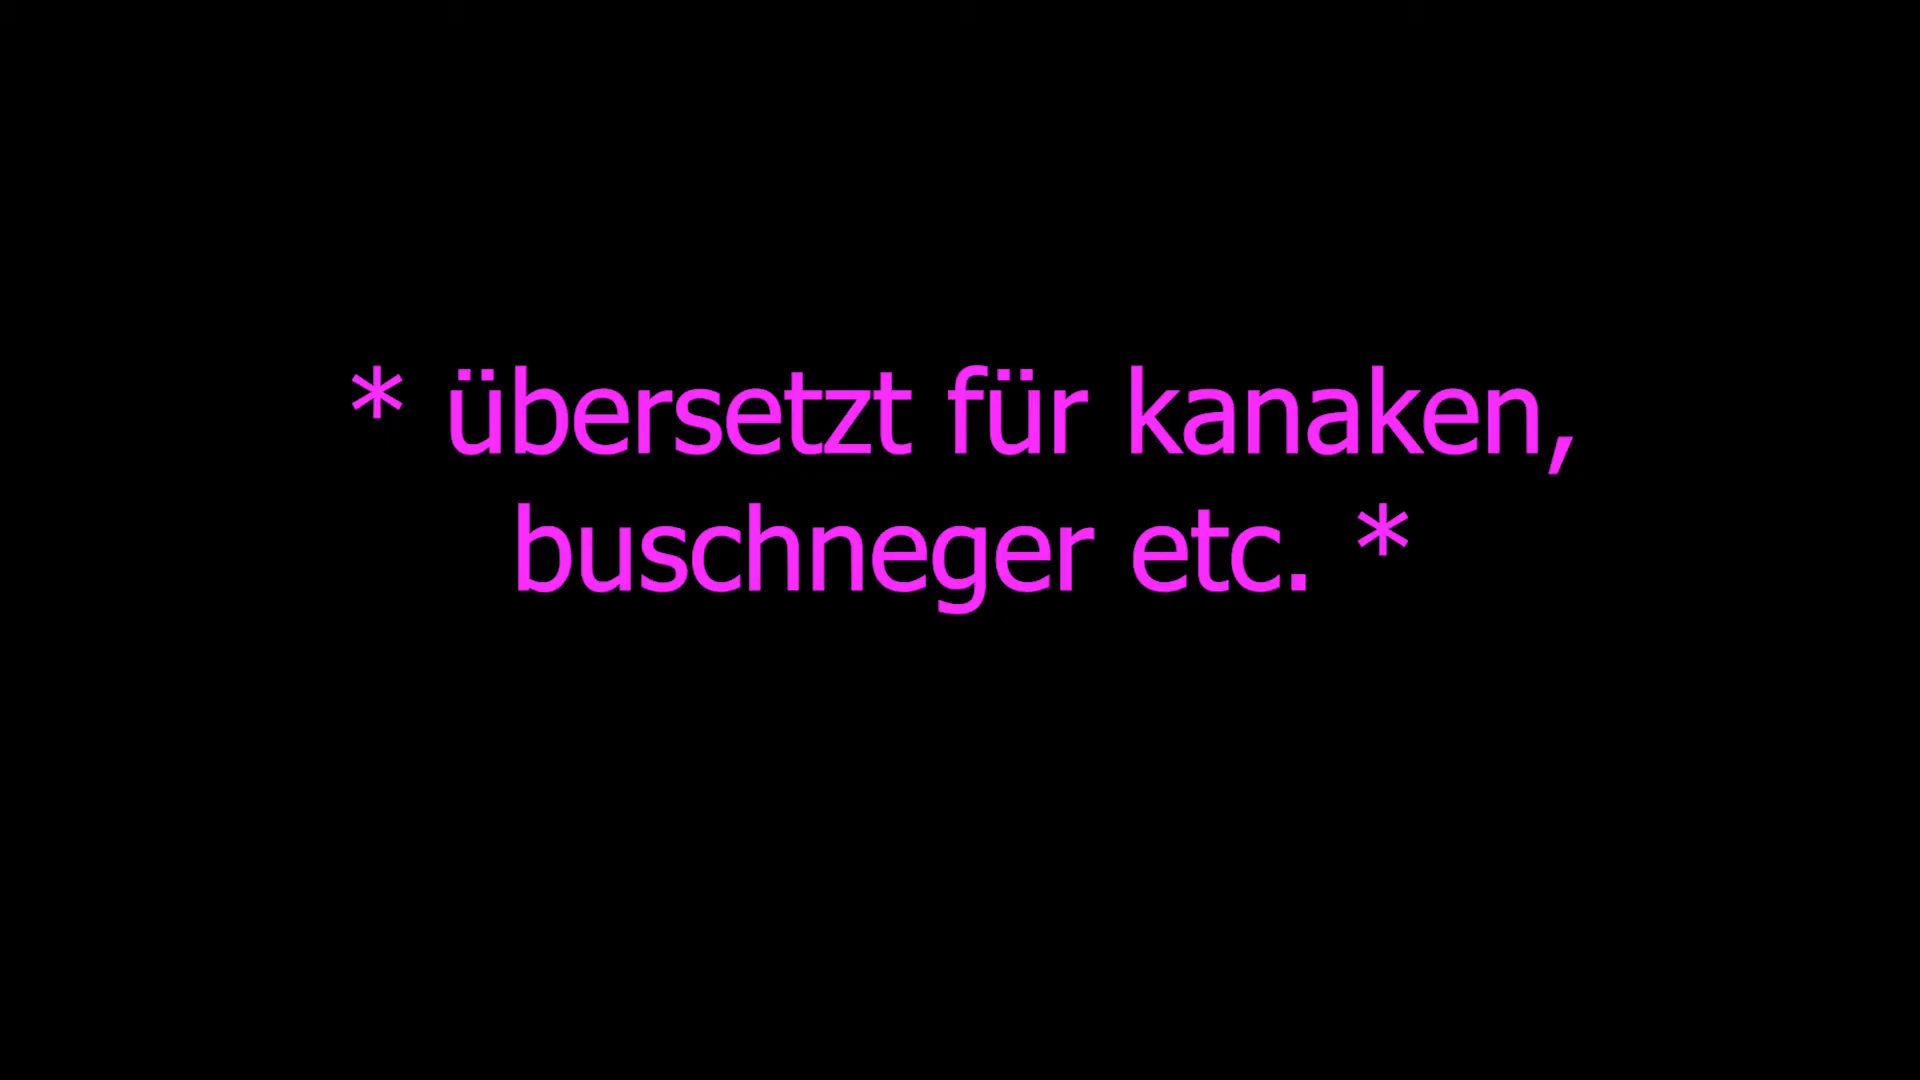 * übersetzt für kanaken,
buschneger etc. *